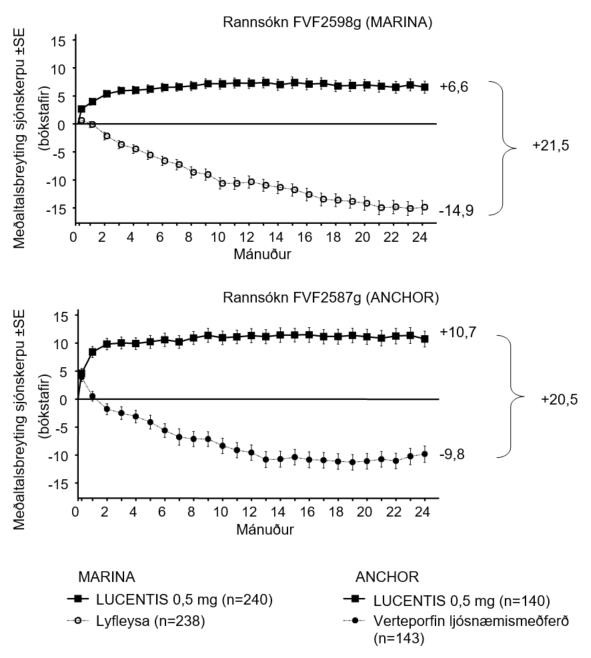 Rannsókn FVF2598g (MARINA)
Meðaltalsbreyting sjónskerpu ±SE
(bókstafir)
15
10
5
0
-5
-10
-15
+6,6
+21,5
-14,9
0 2 4 6 8 10 12 14 16 18 20 22 24
Mánuður
Rannsókn FVF2587g (ANCHOR)
Meðaltalsbreyting sjónskerpu ±SE
(bókstafir)
15
10
5
0
-5
-10
-15
+10,7
+20,5
-9,8
0 2 4 6 8 10 12 14 16 18 20 22 24
Mánuður
MARINA
LUCENTIS 0,5 mg (n=240)
Lyfleysa (n=238)
ANCHOR
LUCENTIS 0,5 mg (n=140)
Verteporfin ljósnæmismeðferð
(n=143)